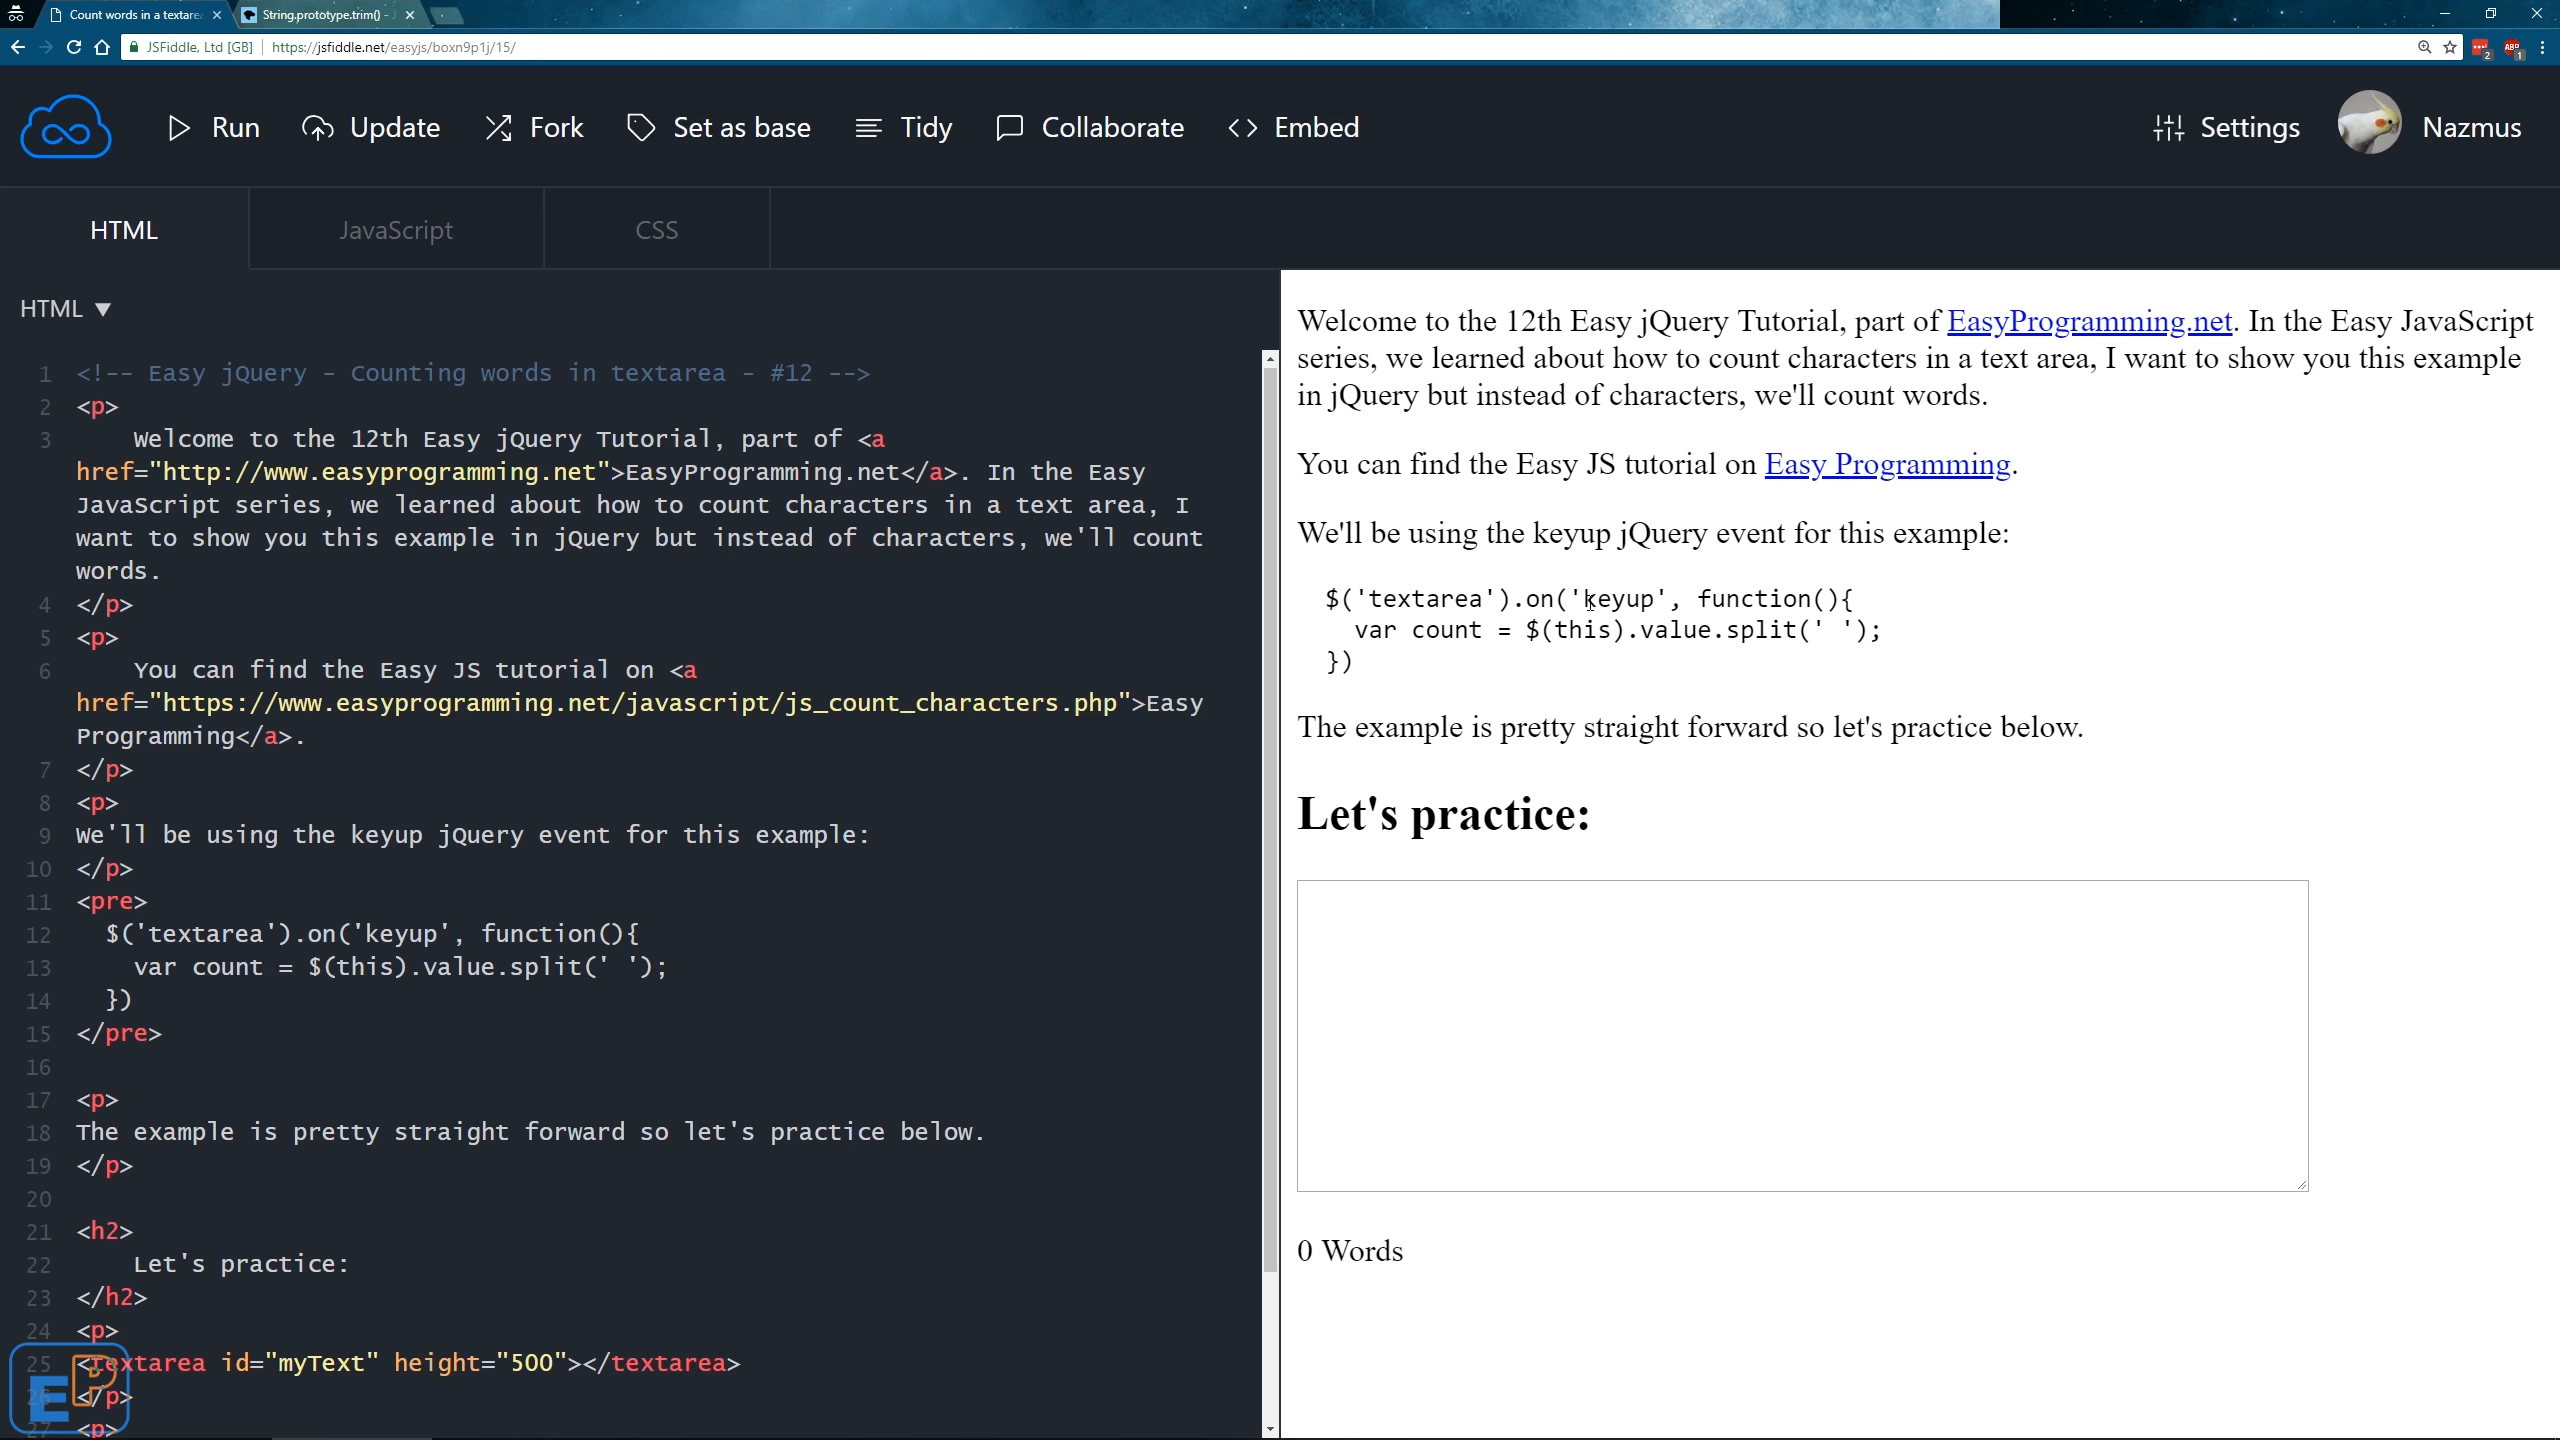 Count words in a textarea
String.prototype.trim() - J
JSFiddle, Ltd [GB]
https://jsfiddle.net/easyjs/boxn9p1j/15/
2
ABP
1
Run
Update
Fork
Set as base
Tidy
Collaborate
Embed
Settings
Nazmus
HTML
JavaScript
CSS
HTML ▼
1 <!-- Easy jQuery - Counting words in textarea - #12 -->
2 <p>
3 Welcome to the 12th Easy jQuery Tutorial, part of <a
href="http://www.easyprogramming.net">EasyProgramming.net</a>. In the Easy
JavaScript series, we learned about how to count characters in a text area, I
want to show you this example in jQuery but instead of characters, we'll count
words.
4 </p>
5 <p>
6 You can find the Easy JS tutorial on <a
href="https://www.easyprogramming.net/javascript/js_count_characters.php">Easy
Programming</a>.
7 </p>
8 <p>
9 We'll be using the keyup jQuery event for this example:
10 </p>
11 <pre>
12 $('textarea').on('keyup', function(){
13 var count = $(this).value.split(' ');
14 })
15 </pre>
16
17 <p>
18 The example is pretty straight forward so let's practice below.
19 </p>
20
21 <h2>
22 Let's practice:
23 </h2>
24 <p>
25 <textarea id="myText" height="500"></textarea>
26 </p>
27 <p>
EP
Welcome to the 12th Easy jQuery Tutorial, part of EasyProgramming.net. In the Easy JavaScript
series, we learned about how to count characters in a text area, I want to show you this example
in jQuery but instead of characters, we'll count words.
You can find the Easy JS tutorial on Easy Programming.
We'll be using the keyup jQuery event for this example:
$('textarea').on('keyup', function(){
var count = $(this).value.split(' ');
})
The example is pretty straight forward so let's practice below.
Let's practice:
0 Words